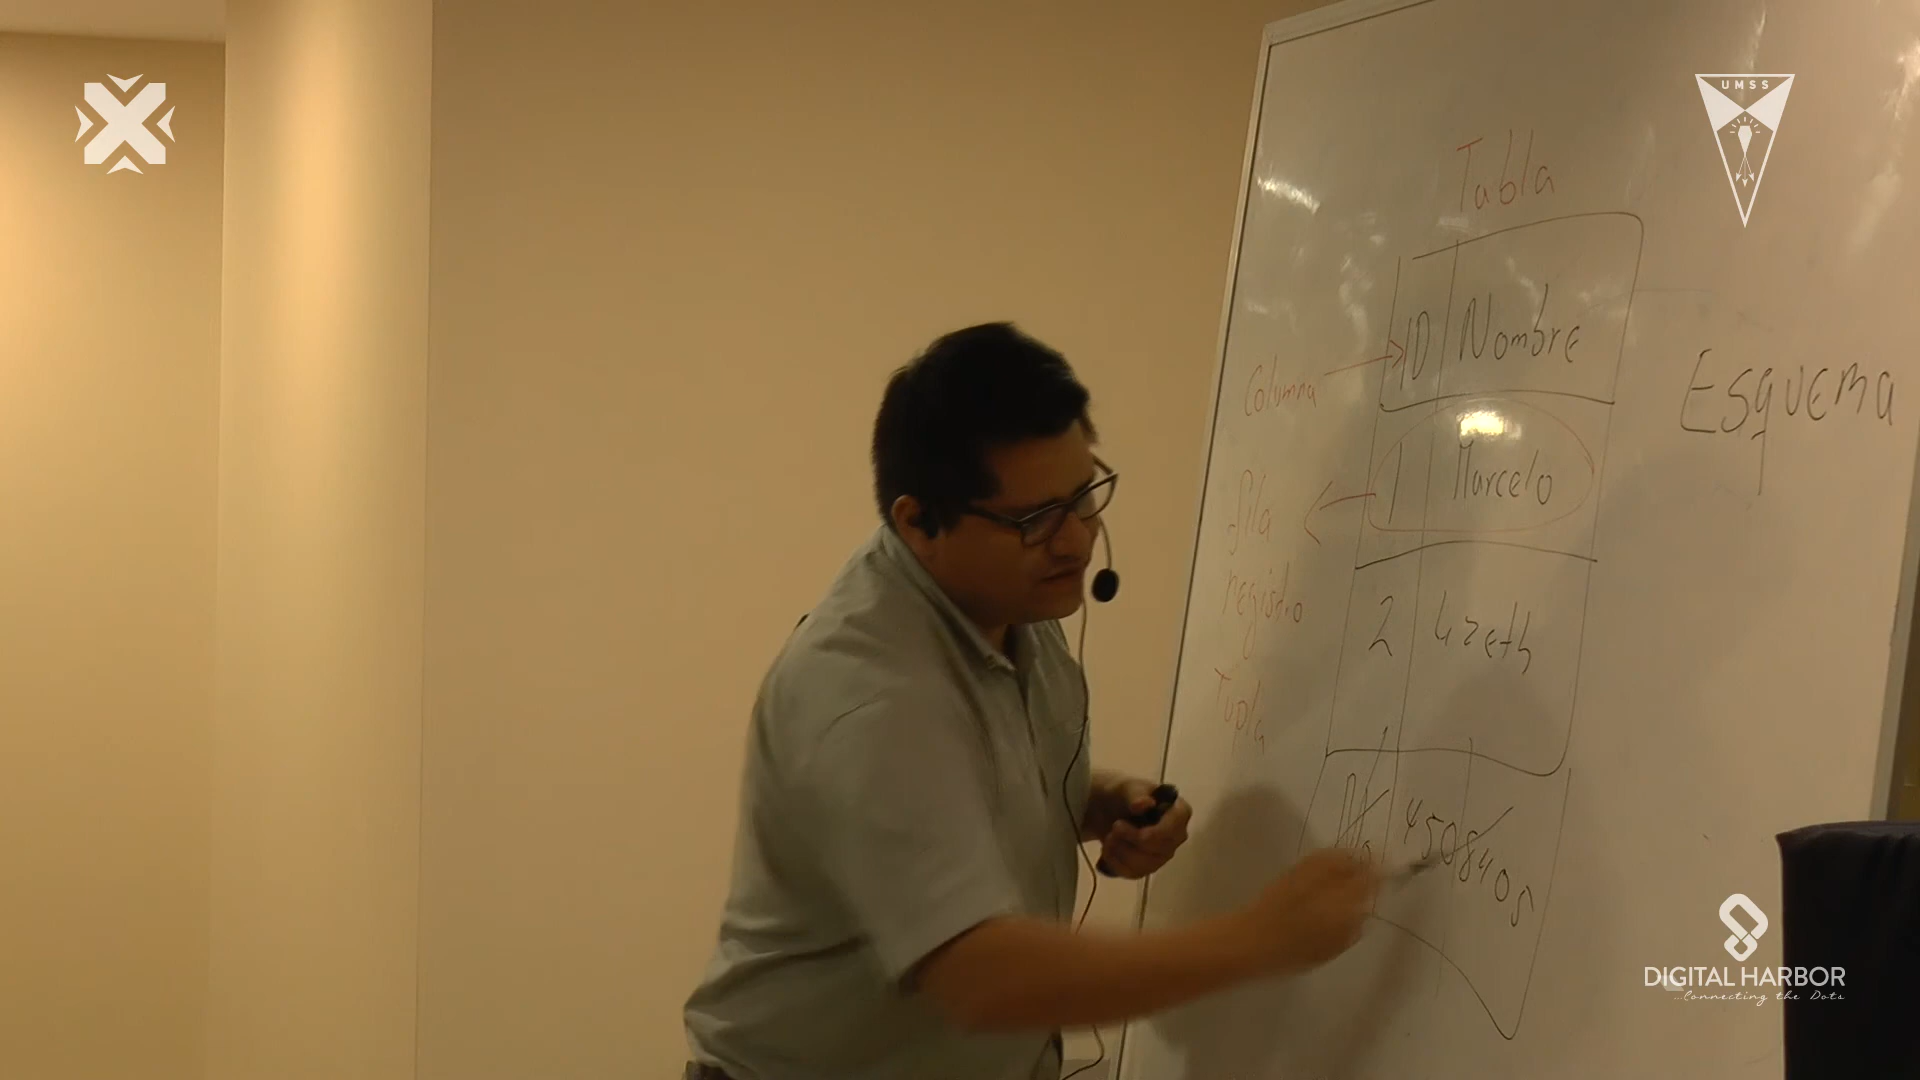 UMSS
Tabla
ID Nombre
Columna
Esquema
1 Marcelo
fila
registro
2 Lizeth
Tupla
4508405
DIGITAL HARBOR
...Connecting the Dots